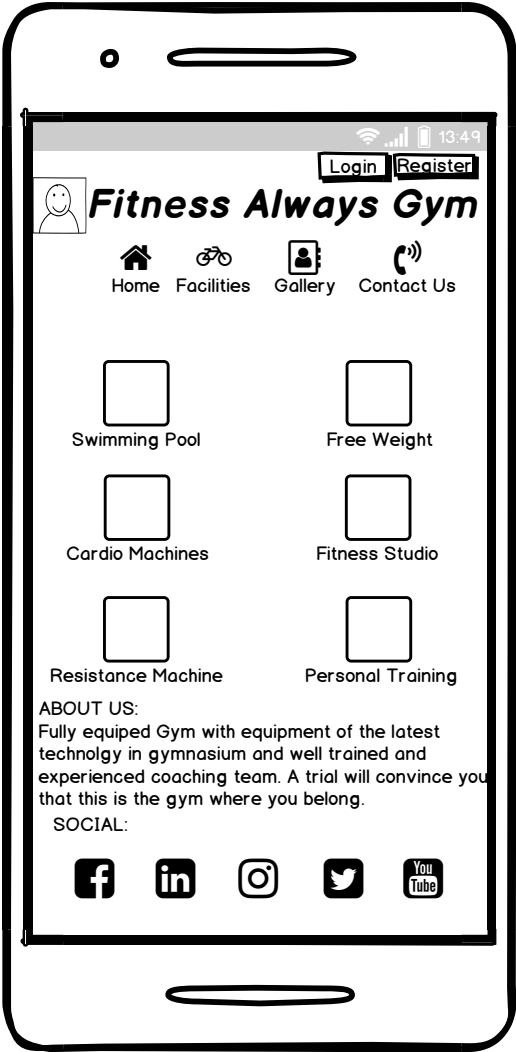 13:49
Login Register
Fitness Always Gym
Home Facilities Gallery Contact Us
Swimming Pool Free Weight
Cardio Machines Fitness Studio
Resistance Machine Personal Training
ABOUT US:
Fully equiped Gym with equipment of the latest
technolgy in gymnasium and well trained and
experienced coaching team. A trial will convince you
that this is the gym where you belong.
SOCIAL:
f in You
Tube